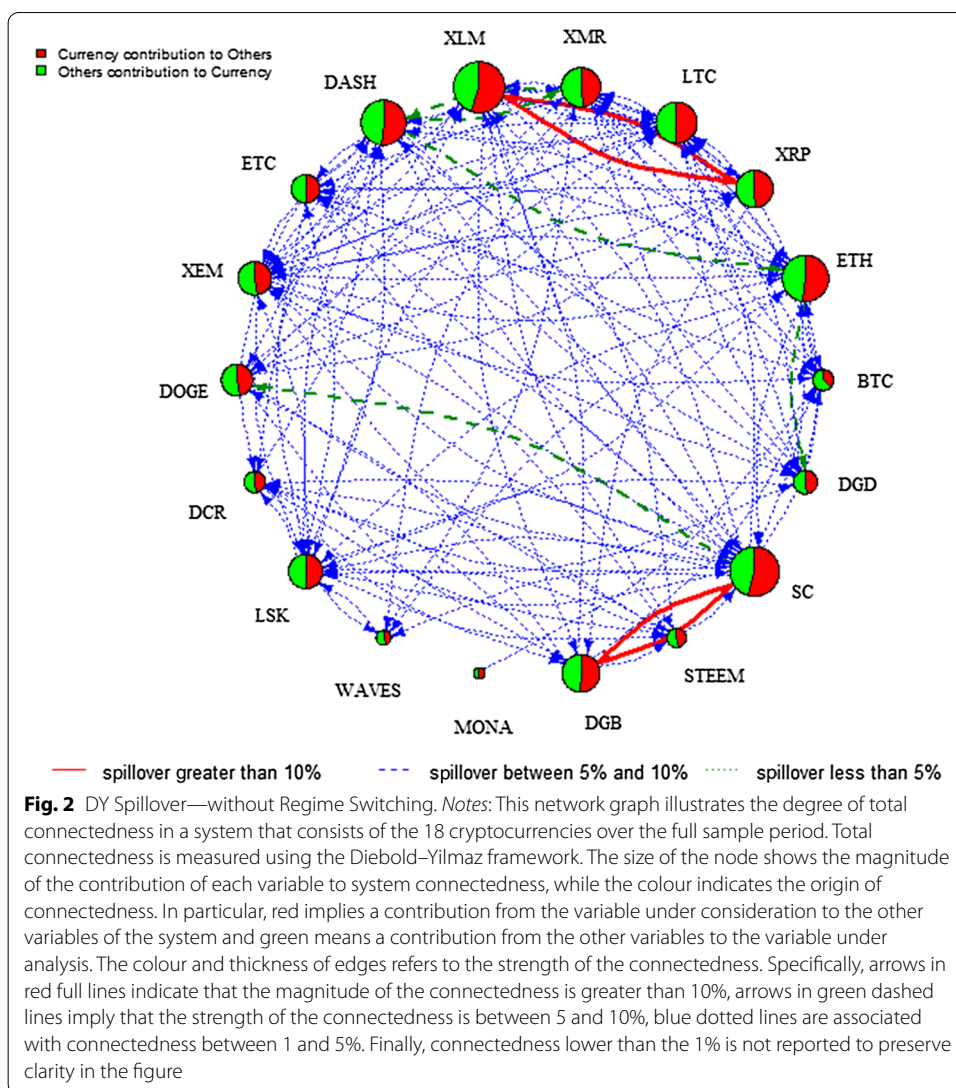 Currency contribution to Others
Others contribution to Currency
XLM
XMR
LTC
DASH
XRP
ETC
ETH
XEM
BTC
DOGE
DGD
DCR
SC
LSK
STEEM
WAVES
DGB
MONA
spillover greater than 10%
spillover between 5% and 10%
spillover less than 5%
Fig. 2 DY Spillover—without Regime Switching. Notes: This network graph illustrates the degree of total
connectedness in a system that consists of the 18 cryptocurrencies over the full sample period. Total
connectedness is measured using the Diebold–Yilmaz framework. The size of the node shows the magnitude
of the contribution of each variable to system connectedness, while the colour indicates the origin of
connectedness. In particular, red implies a contribution from the variable under consideration to the other
variables of the system and green means a contribution from the other variables to the variable under
analysis. The colour and thickness of edges refers to the strength of the connectedness. Specifically, arrows in
red full lines indicate that the magnitude of the connectedness is greater than 10%, arrows in green dashed
lines imply that the strength of the connectedness is between 5 and 10%, blue dotted lines are associated
with connectedness between 1 and 5%. Finally, connectedness lower than the 1% is not reported to preserve
clarity in the figure